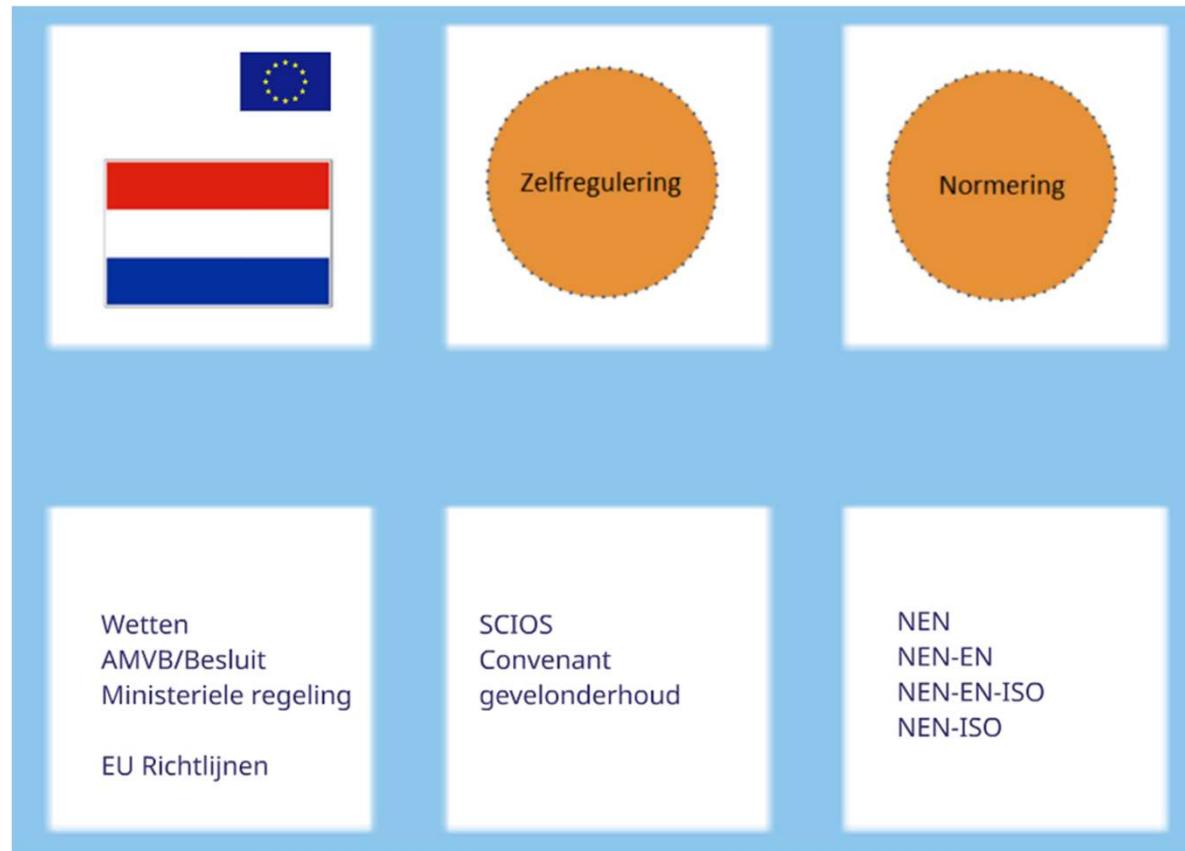 Zelfregulering
Normering
Wetten
AMVB/Besluit
Ministeriele regeling
EU Richtlijnen
SCIOS
Convenant
gevelonderhoud
NEN
NEN-EN
NEN-EN-ISO
NEN-ISO